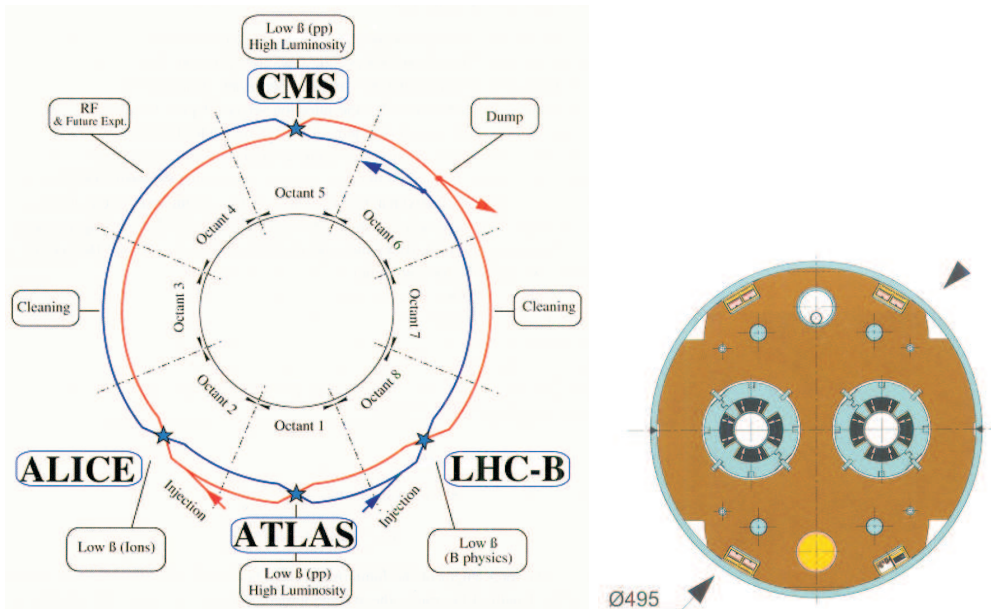 Low ß (pp)
High Luminosity
CMS
RF
& Future Expt.
Dump
Octant 5
Octant 4
Octant 6
Cleaning
Octant 3
Octant 7
Cleaning
Octant 2
Octant 8
Octant 1
ALICE
LHC-B
Injection
Injection
ATLAS
Low ß (Ions)
Low ß
(B physics)
Low ß (pp)
High Luminosity
Ø495